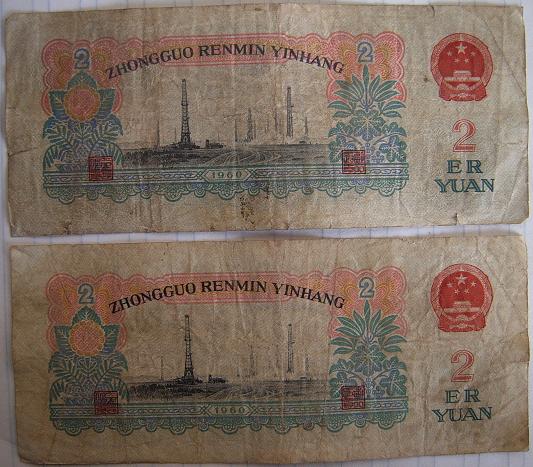 2 2
ZHONGGUO RENMIN YINHANG
2
ER
YUAN
1960
2 2
ZHONGGUO RENMIN YINHANG
2
ER
YUAN
1960